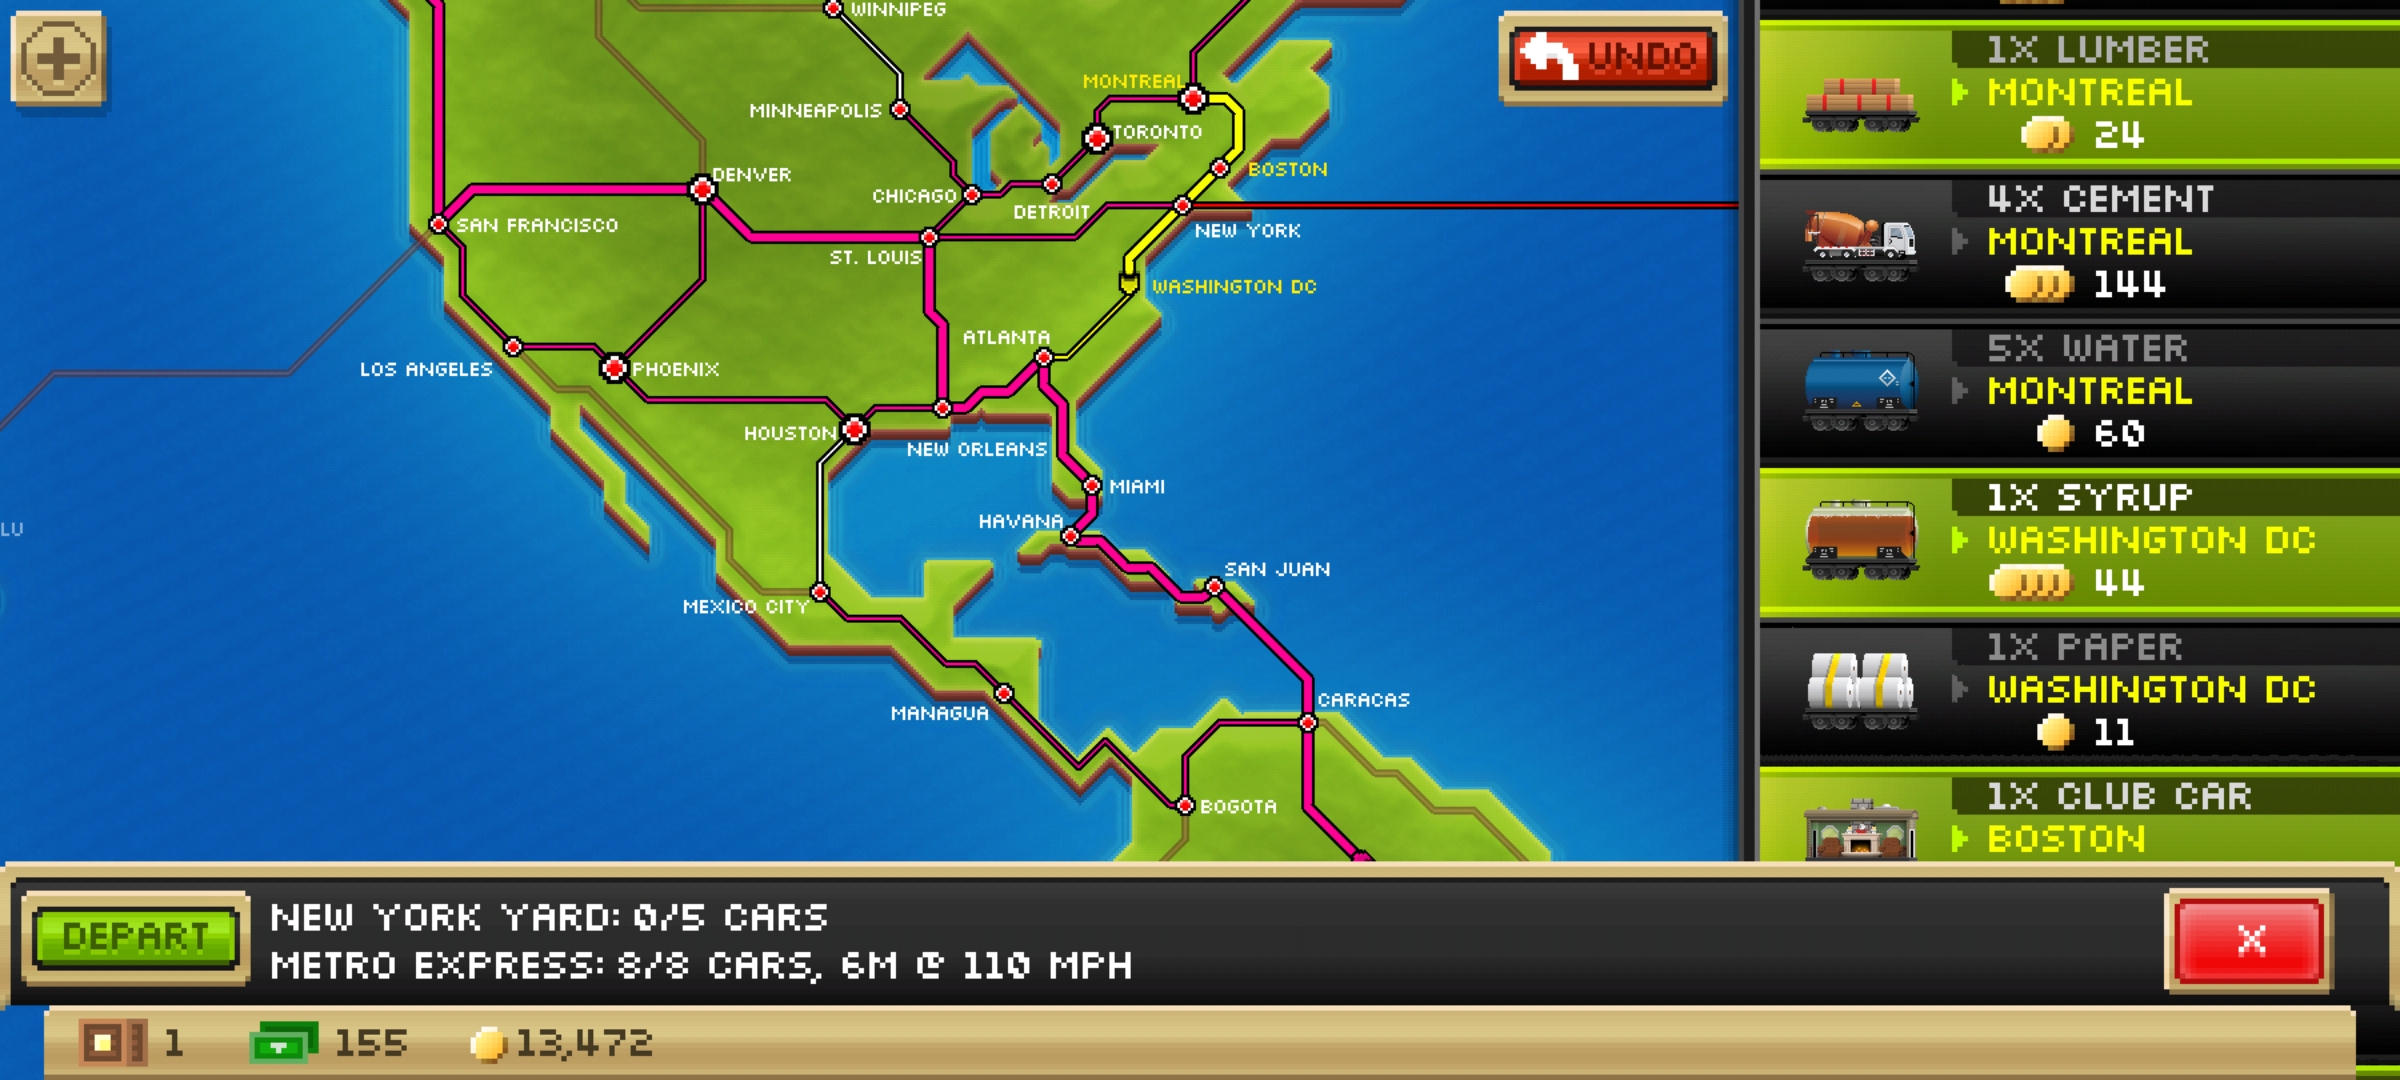 WINNIPEG
UNDO
MONTREAL
MINNEAPOLIS
TORONTO
DENVER
BOSTON
CHICAGO
DETROIT
SAN FRANCISCO
NEW YORK
ST. LOUIS
WASHINGTON DC
ATLANTA
LOS ANGELES
PHOENIX
HOUSTON
NEW ORLEANS
MIAMI
HAVANA
LU
SAN JUAN
MEXICO CITY
CARACAS
MANAGUA
BOGOTA
1X LUMBER
MONTREAL
24
4X CEMENT
MONTREAL
144
5X WATER
MONTREAL
60
1X SYRUP
WASHINGTON DC
44
1X PAPER
WASHINGTON DC
11
1X CLUB CAR
BOSTON
DEPART
NEW YORK YARD: 0/5 CARS
METRO EXPRESS: 8/8 CARS, 6M @ 110 MPH
X
1
155
13,472